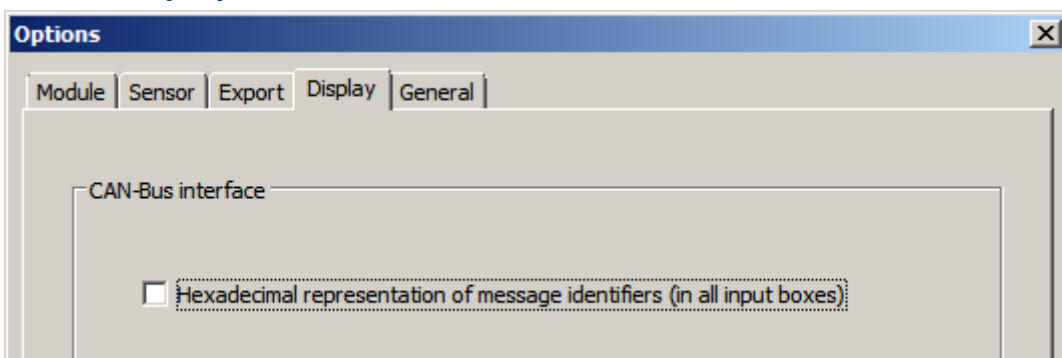 Options
Module Sensor Export Display General
CAN-Bus interface
Hexadecimal representation of message identifiers (in all input boxes)